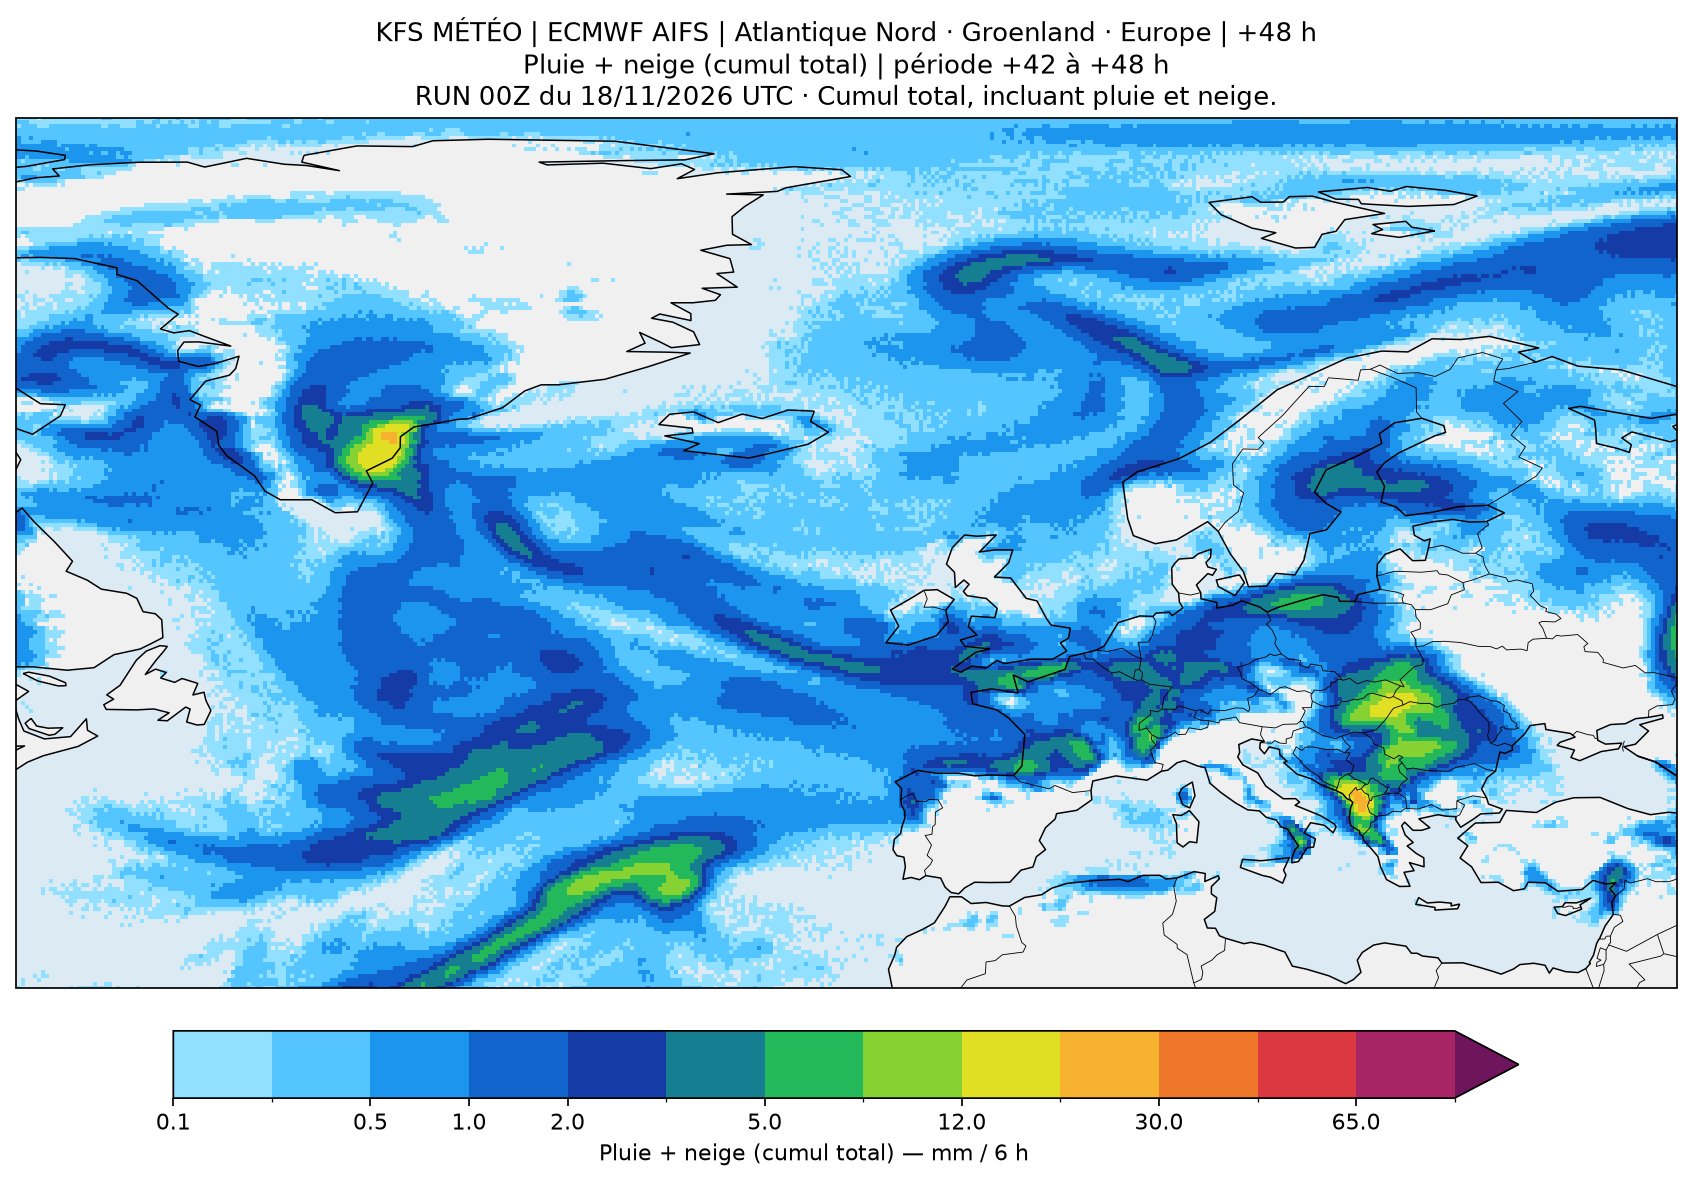 KFS MÉTÉO | ECMWF AIFS | Atlantique Nord · Groenland · Europe | +48 h
Pluie + neige (cumul total) | période +42 à +48 h
RUN 00Z du 18/11/2026 UTC · Cumul total, incluant pluie et neige.
0.1 0.5 1.0 2.0 5.0 12.0 30.0 65.0
Pluie + neige (cumul total) — mm / 6 h